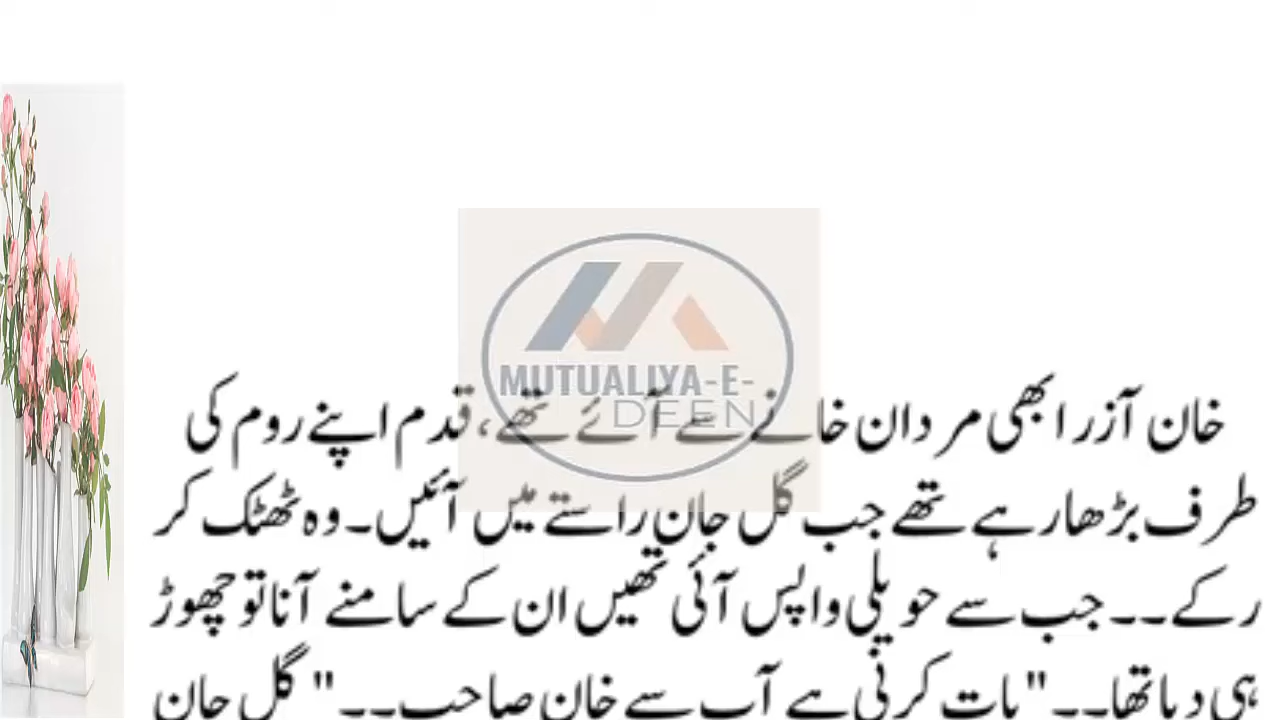 MUTUALIYA-E-
DEEN
خان آزر ابھی مردان خانے سے آئے تھے، قدم اپنے روم کی
طرف بڑھا رہے تھے جب گل جان راستے میں آئیں۔ وہ ٹھٹک کر
رکے۔۔ جب سے حویلی واپس آئی تھیں ان کے سامنے آنا تو چھوڑ
ہی دیا تھا۔۔" بات کرنی ہے آپ سے خان صاحب۔۔" گل جان